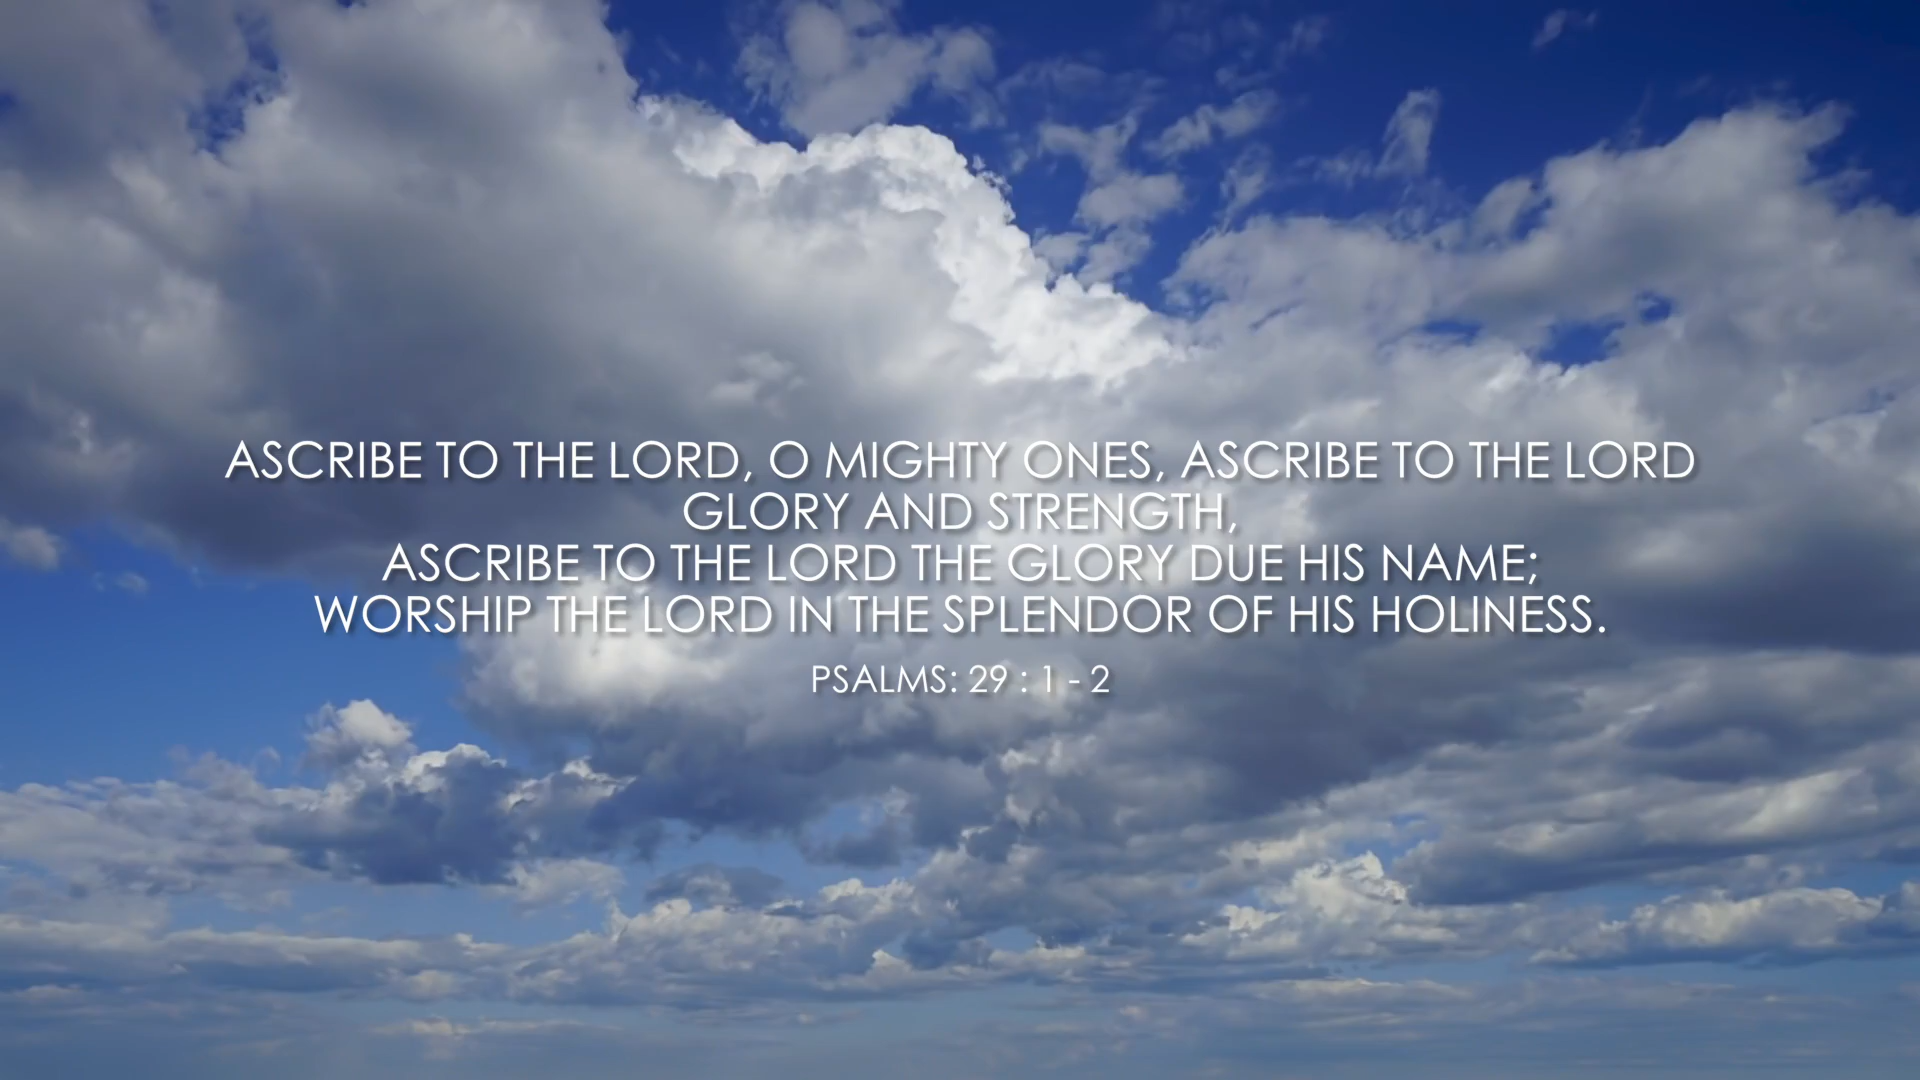 ASCRIBE TO THE LORD, O MIGHTY ONES, ASCRIBE TO THE LORD
GLORY AND STRENGTH,
ASCRIBE TO THE LORD THE GLORY DUE HIS NAME;
WORSHIP THE LORD IN THE SPLENDOR OF HIS HOLINESS.
PSALMS: 29 : 1 - 2